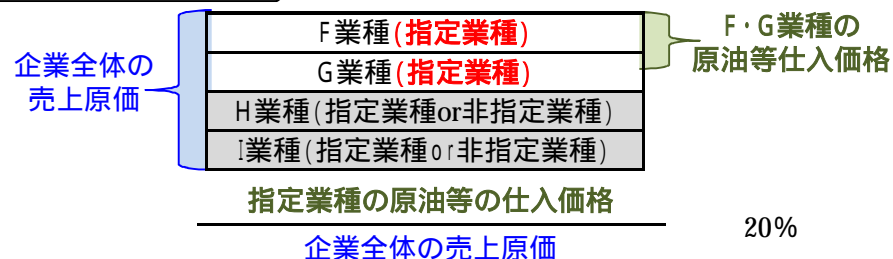 F業種(指定業種)
G業種(指定業種)
H業種(指定業種or非指定業種)
I業種(指定業種or非指定業種)
企業全体の
売上原価
F・G業種の
原油等仕入価格
指定業種の原油等の仕入価格
企業全体の売上原価
20%